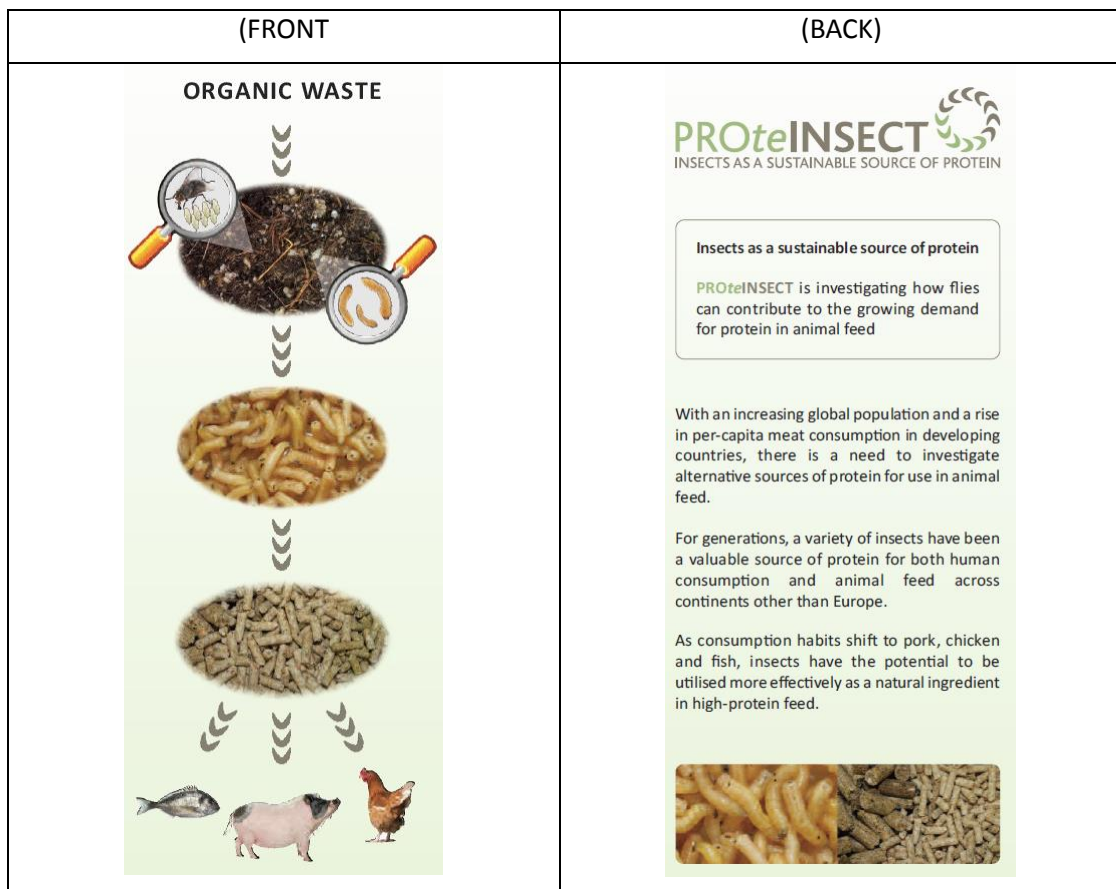 (FRONT
(BACK)
ORGANIC WASTE
PROteINSECT
INSECTS AS A SUSTAINABLE SOURCE OF PROTEIN
Insects as a sustainable source of protein
PROteINSECT is investigating how flies
can contribute to the growing demand
for protein in animal feed
With an increasing global population and a rise
in per-capita meat consumption in developing
countries, there is a need to investigate
alternative sources of protein for use in animal
feed.
For generations, a variety of insects have been
a valuable source of protein for both human
consumption and animal feed across
continents other than Europe.
As consumption habits shift to pork, chicken
and fish, insects have the potential to be
utilised more effectively as a natural ingredient
in high-protein feed.